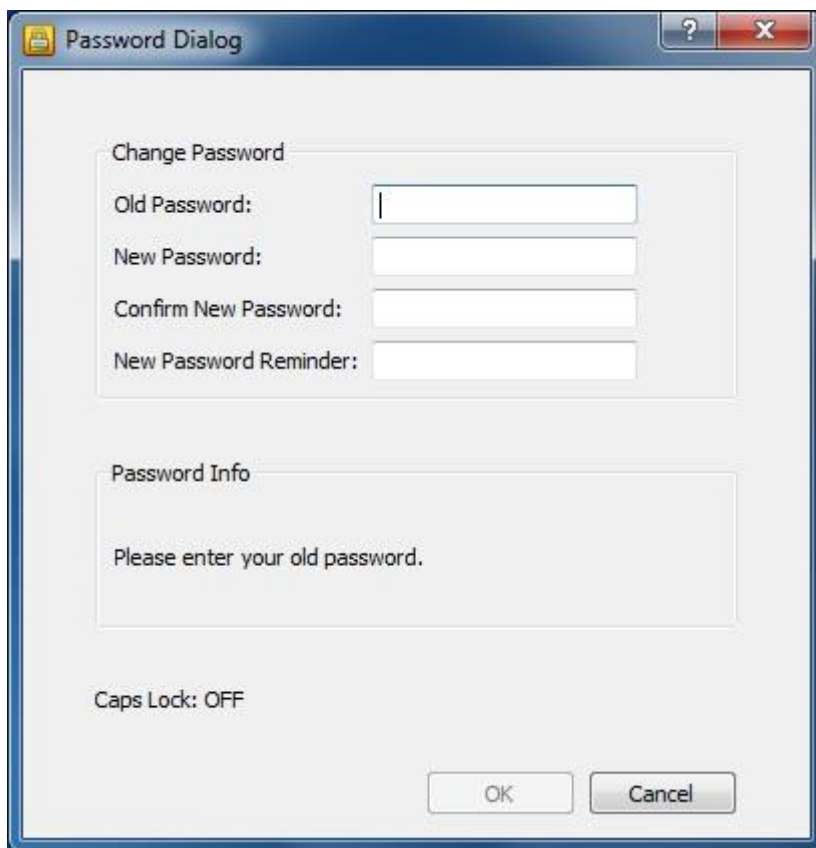 Password Dialog
?
Change Password
Old Password:
New Password:
Confirm New Password:
New Password Reminder:
Password Info
Please enter your old password.
Caps Lock: OFF
OK
Cancel